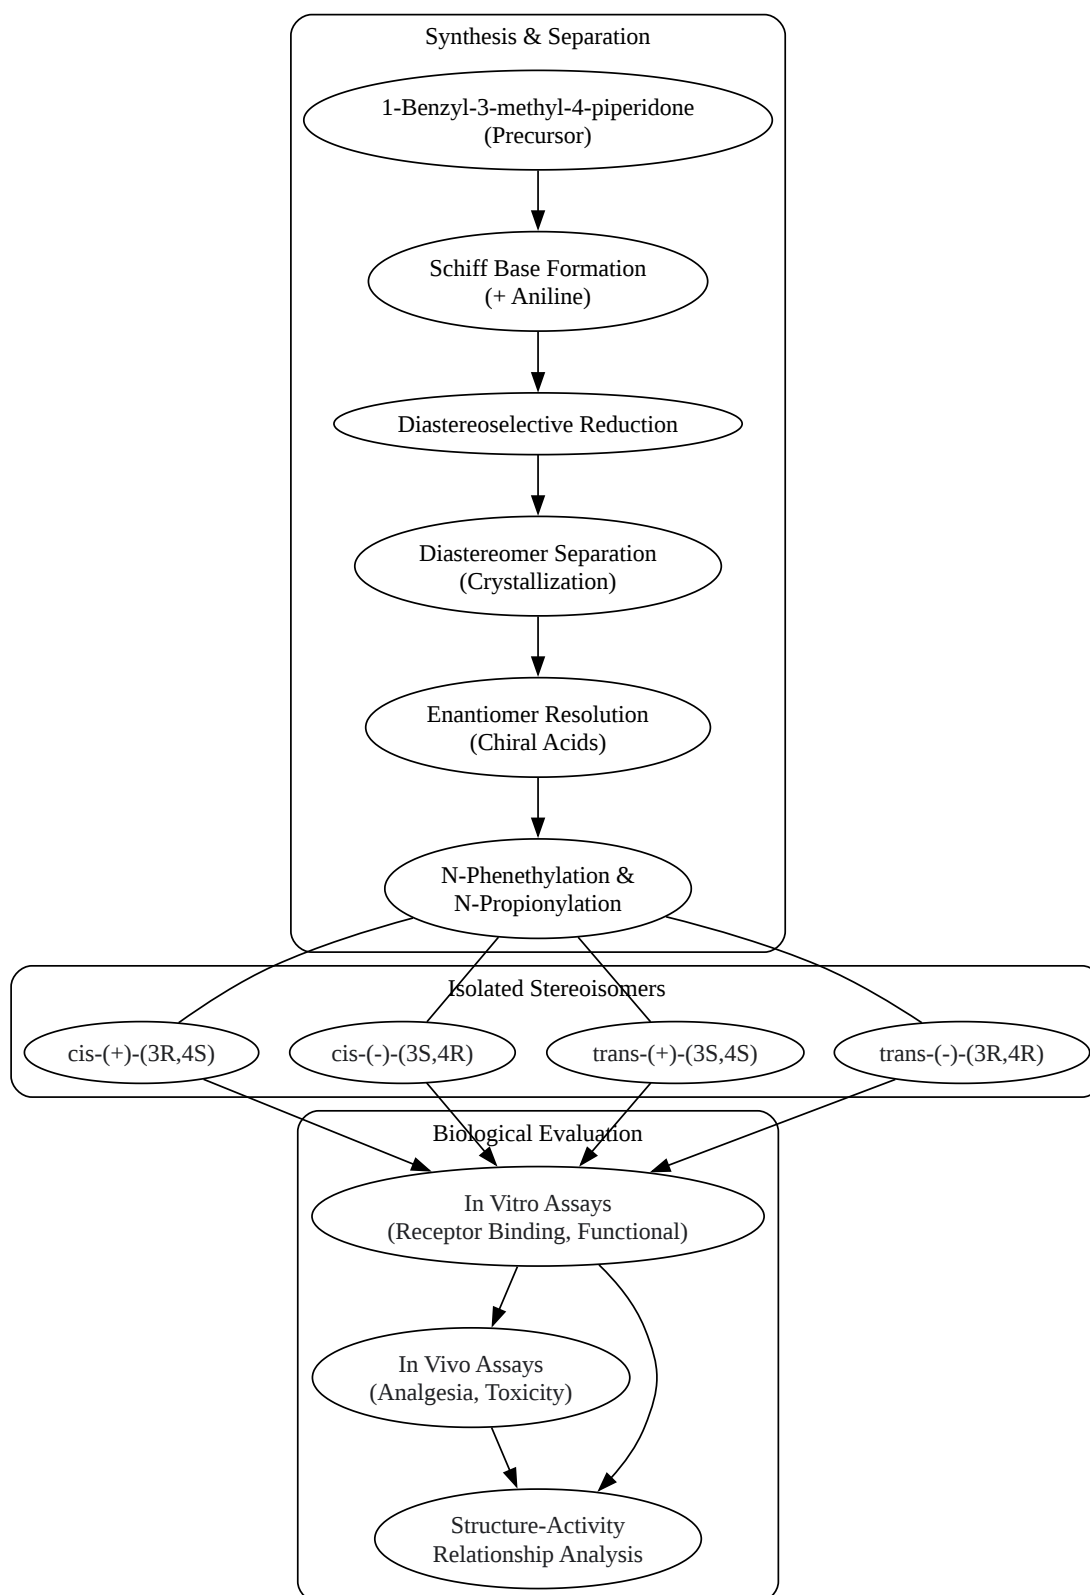 Synthesis & Separation
1-Benzyl-3-methyl-4-piperidone
(Precursor)
Schiff Base Formation
(+ Aniline)
Diastereoselective Reduction
Diastereomer Separation
(Crystallization)
Enantiomer Resolution
(Chiral Acids)
N-Phenethylation &
N-Propionylation
Isolated Stereoisomers
cis-(+)-(3R,4S)
cis-(-)-(3S,4R)
trans-(+)-(3S,4S)
trans-(-)-(3R,4R)
Biological Evaluation
In Vitro Assays
(Receptor Binding, Functional)
In Vivo Assays
(Analgesia, Toxicity)
Structure-Activity
Relationship Analysis